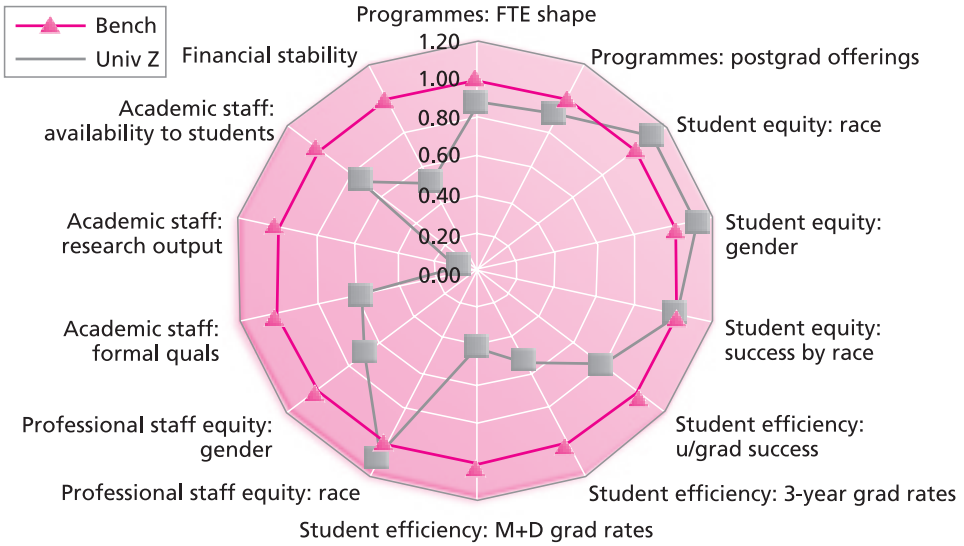 Bench
Univ Z
Programmes: FTE shape
Programmes: postgrad offerings
Student equity: race
Student equity:
gender
Student equity:
success by race
Student efficiency:
u/grad success
Student efficiency: 3-year grad rates
Student efficiency: M+D grad rates
Professional staff equity: race
Professional staff equity:
gender
Academic staff:
formal quals
Academic staff:
research output
Academic staff:
availability to students
Financial stability
1.20
1.00
0.80
0.60
0.40
0.20
0.00